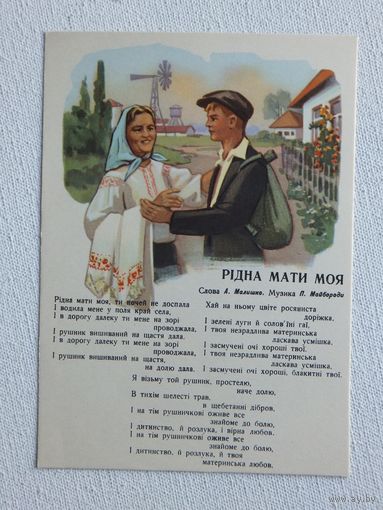 РІДНА МАТИ МОЯ
Слова А. Малишко. Музика П. Майбороди
Рідна мати моя, ти ночей не доспала
І водила мене у поля край села,
І в дорогу далеку ти мене на зорі
проводжала,
І рушник вишиваний на щастя дала.
І в дорогу далеку ти мене на зорі
проводжала,
І рушник вишиваний на щастя,
на долю дала.
Хай на ньому цвіте росяниста
доріжка,
І зелені луги й солов'їні гаї,
І твоя незрадлива материнська
ласкава усмішка,
І засмучені очі хороші твої.
І твоя незрадлива материнська
ласкава усмішка,
І засмучені очі хороші, блакитні твої.
Я візьму той рушник, простелю,
наче долю,
В тихім шелесті трав,
в щебетанні дібров,
І на тім рушничкові оживе все
знайоме до болю,
І дитинство, й розлука, і вірна любов.
І на тім рушничкові оживе все
знайоме до болю,
І дитинство, й розлука, й твоя
материнська любов.
ay.by